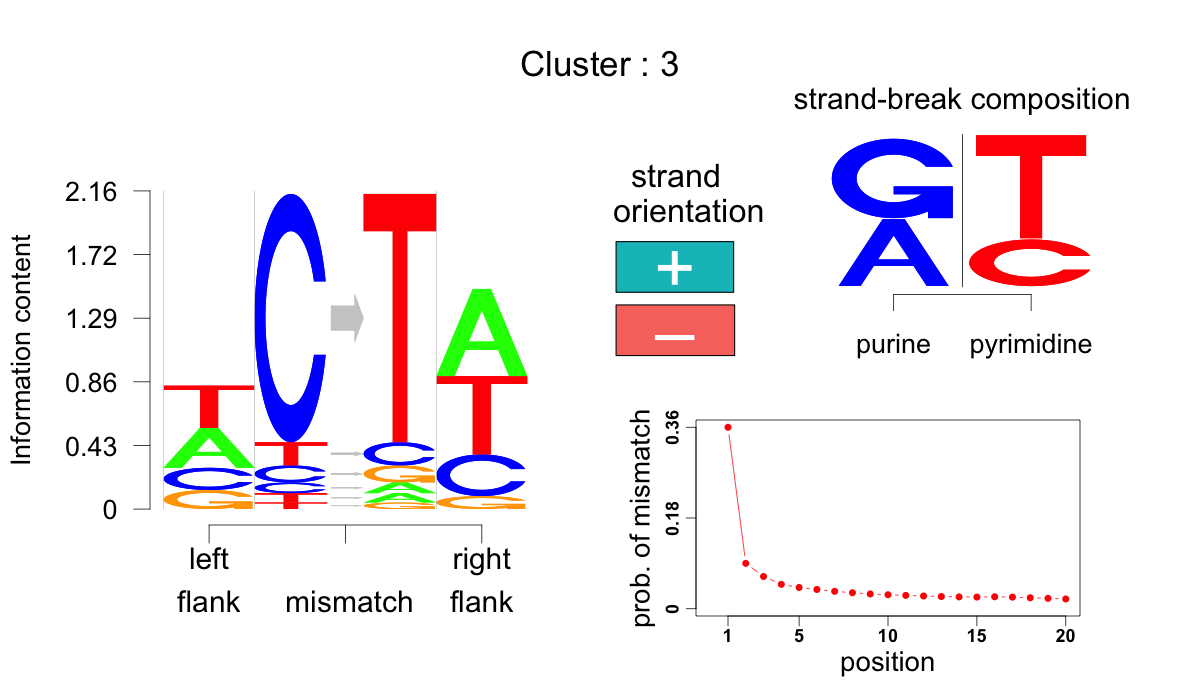 Cluster : 3
strand-break composition
G
T
A
C
purine
pyrimidine
strand
orientation
+
−
Information content
2.16
1.72
1.29
0.86
0.43
0
T
A
C
G
C
T
C
C
T
T
C
G
A
A
G
A
T
C
G
left
flank
mismatch
right
flank
prob. of mismatch
0.36
0.18
0
1
5
10
15
20
position